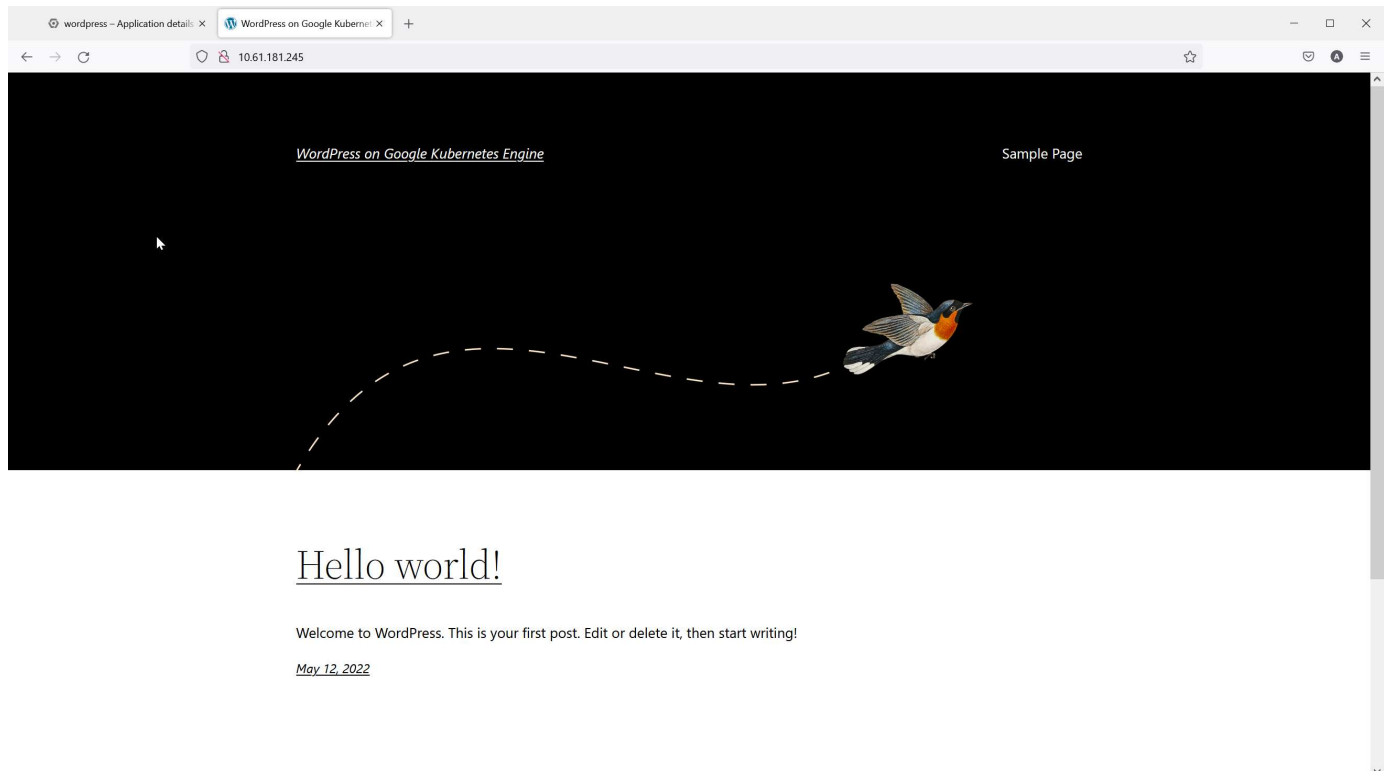 wordpress – Application details
WordPress on Google Kubernet
10.61.181.245
A
WordPress on Google Kubernetes Engine
Sample Page
Hello world!
Welcome to WordPress. This is your first post. Edit or delete it, then start writing!
May 12, 2022